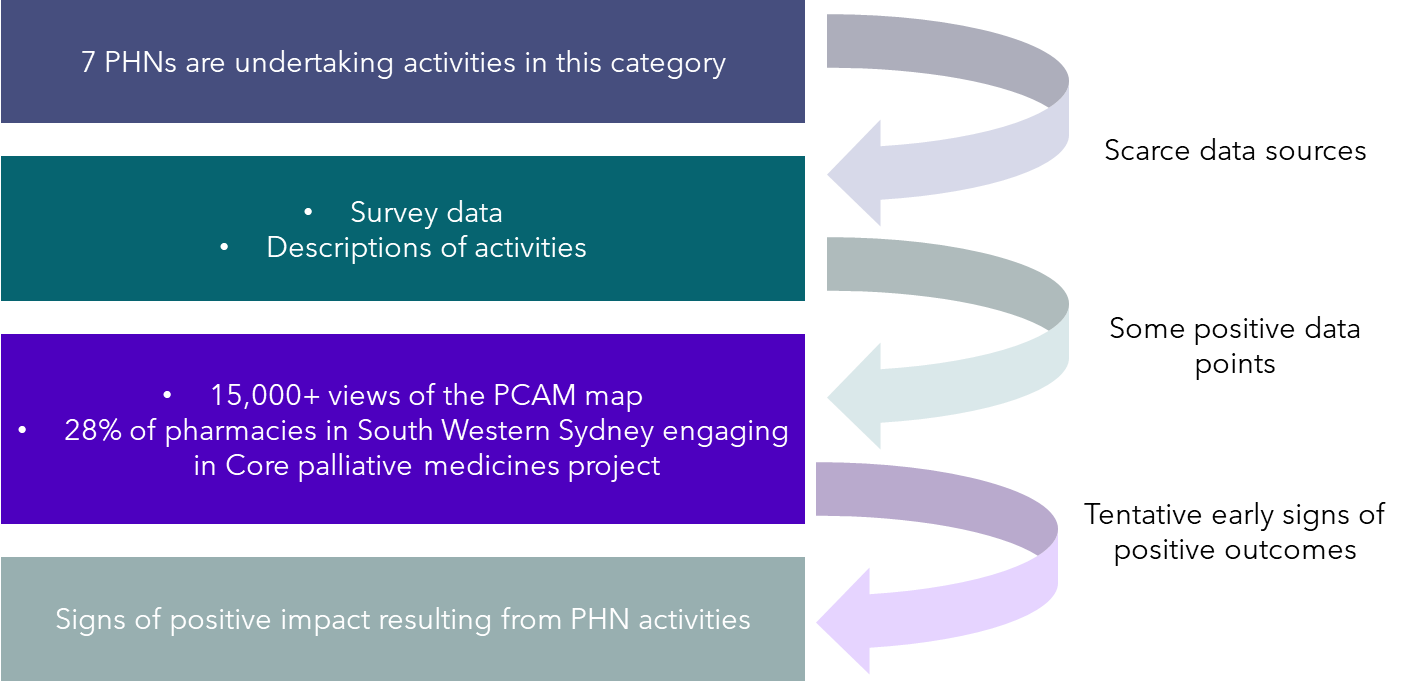 7 PHNs are undertaking activities in this category
Scarce data sources
• Survey data
• Descriptions of activities
Some positive data
points
• 15,000+ views of the PCAM map
• 28% of pharmacies in South Western Sydney engaging
in Core palliative medicines project
Tentative early signs of
positive outcomes
Signs of positive impact resulting from PHN activities